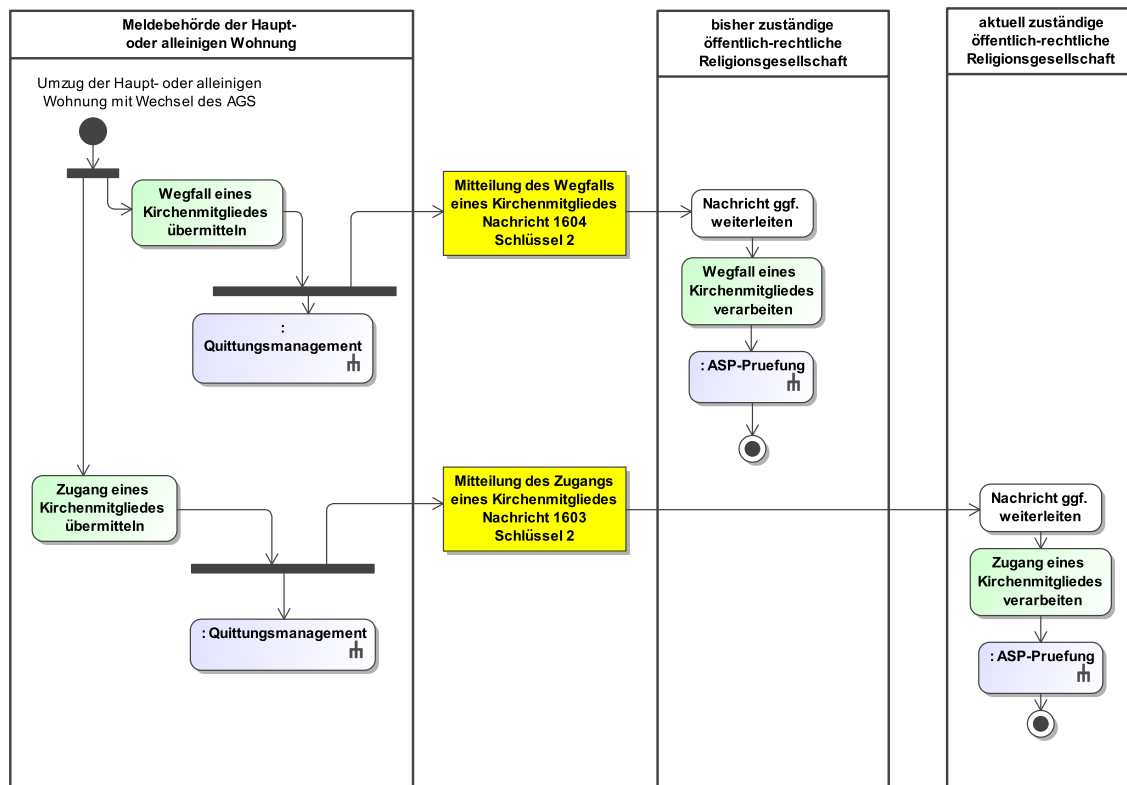 Meldebehörde der Haupt-
oder alleinigen Wohnung
bisher zuständige
öffentlich-rechtliche
Religionsgesellschaft
aktuell zuständige
öffentlich-rechtliche
Religionsgesellschaft
Umzug der Haupt- oder alleinigen
Wohnung mit Wechsel des AGS
Wegfall eines
Kirchenmitgliedes
übermitteln
Mitteilung des Wegfalls
eines Kirchenmitgliedes
Nachricht 1604
Schlüssel 2
Nachricht ggf.
weiterleiten
Wegfall eines
Kirchenmitgliedes
verarbeiten
:
Quittungsmanagement
: ASP-Pruefung
Zugang eines
Kirchenmitgliedes
übermitteln
Mitteilung des Zugangs
eines Kirchenmitgliedes
Nachricht 1603
Schlüssel 2
Nachricht ggf.
weiterleiten
Zugang eines
Kirchenmitgliedes
verarbeiten
: Quittungsmanagement
: ASP-Pruefung